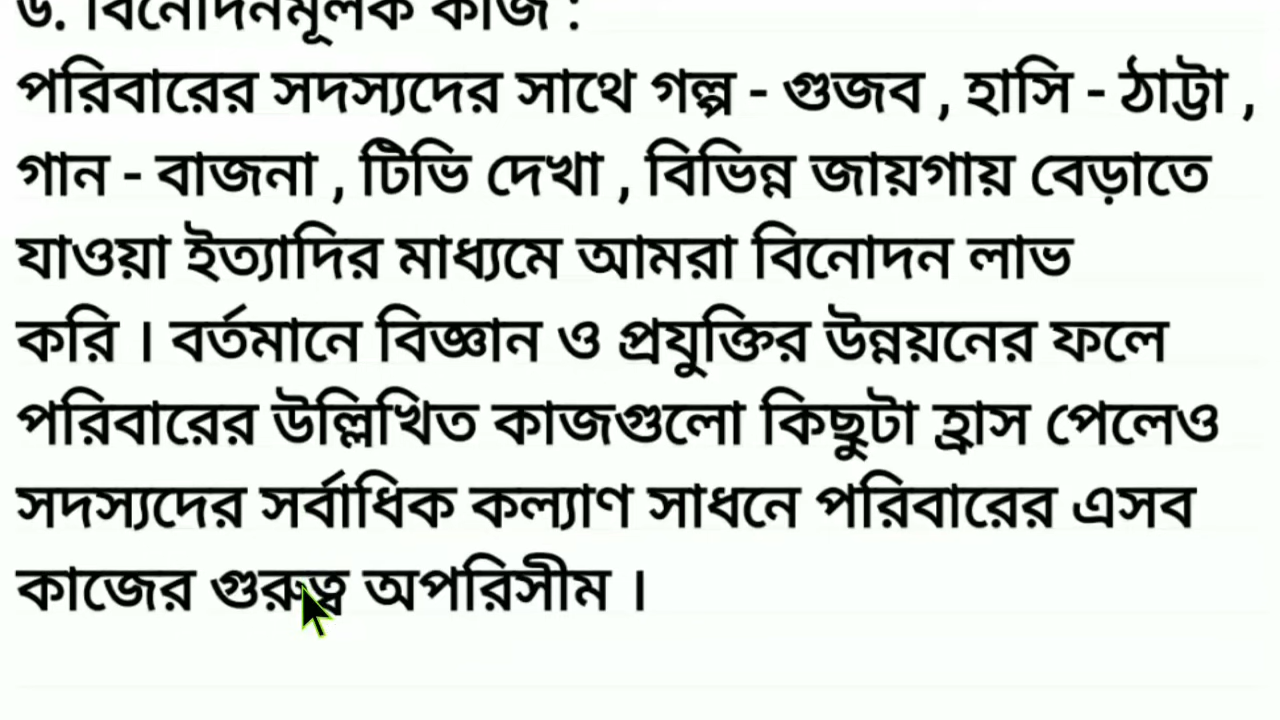 ৬. বিনোদনমূলক কাজ :
পরিবারের সদস্যদের সাথে গল্প - গুজব , হাসি - ঠাট্টা ,
গান - বাজনা , টিভি দেখা , বিভিন্ন জায়গায় বেড়াতে
যাওয়া ইত্যাদির মাধ্যমে আমরা বিনোদন লাভ
করি । বর্তমানে বিজ্ঞান ও প্রযুক্তির উন্নয়নের ফলে
পরিবারের উল্লিখিত কাজগুলো কিছুটা হ্রাস পেলেও
সদস্যদের সর্বাধিক কল্যাণ সাধনে পরিবারের এসব
কাজের গুরুত্ব অপরিসীম ।